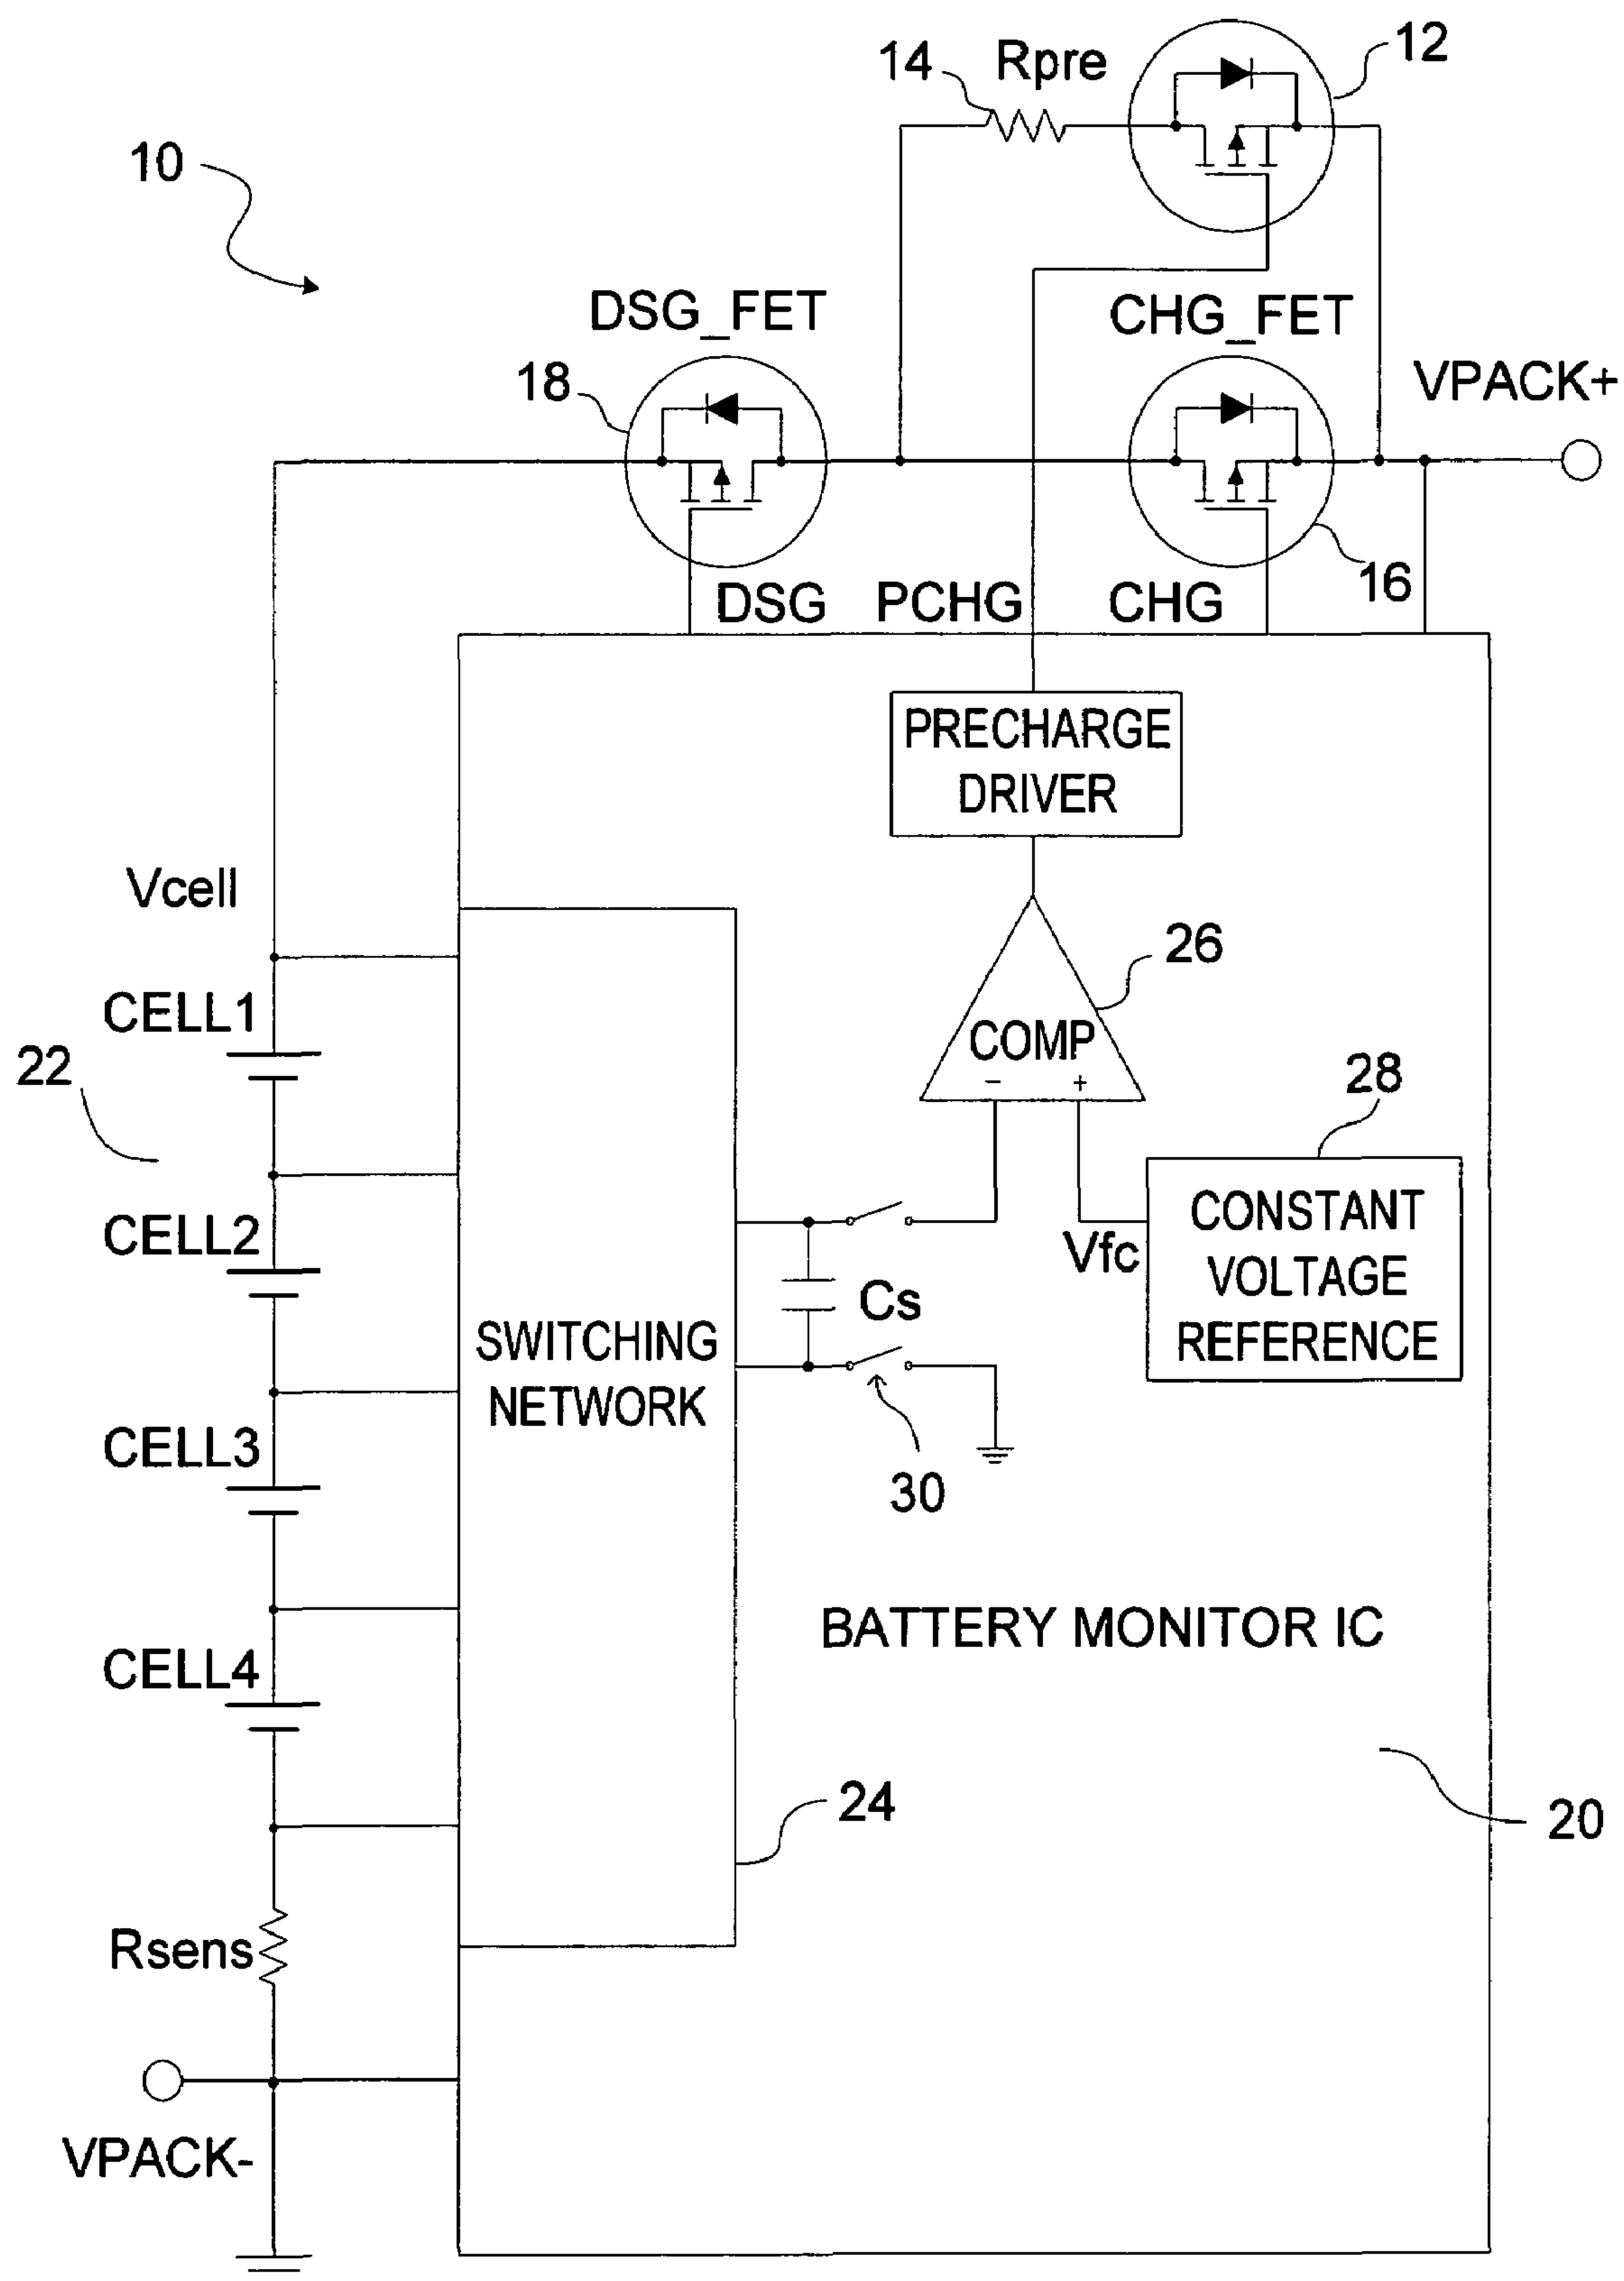 14
Rpre
12
10
DSG_FET
CHG_FET
18
VPACK+
16
DSG
PCHG
CHG
PRECHARGE
DRIVER
Vcell
26
CELL1
COMP
22
28
- +
CELL2
CONSTANT
VOLTAGE
REFERENCE
Vfc
Cs
SWITCHING
NETWORK
CELL3
30
BATTERY MONITOR IC
CELL4
24
20
Rsens
VPACK-